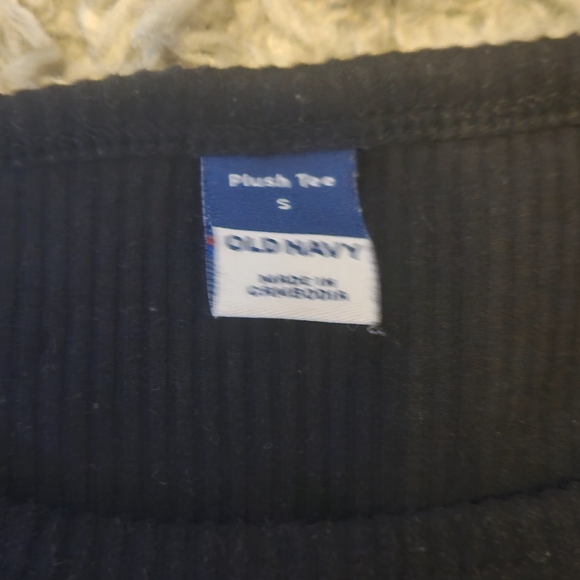 Plush Tee
S
OLD NAVY
MADE IN
CAMBODIA